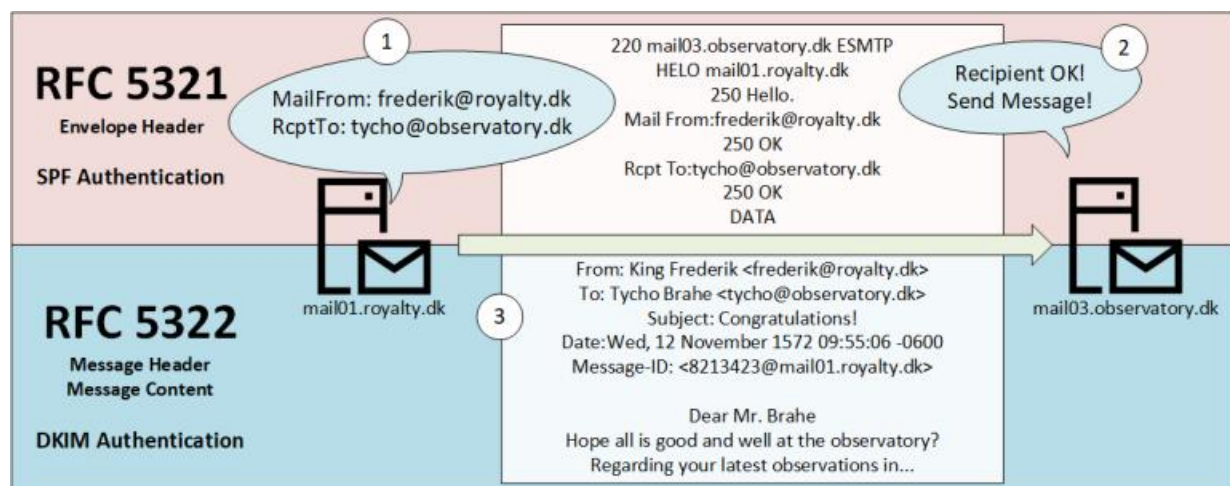 RFC 5321
Envelope Header
SPF Authentication
1
MailFrom: frederik@royalty.dk
RcptTo: tycho@observatory.dk
220 mail03.observatory.dk ESMTP
HELO mail01.royalty.dk
250 Hello.
Mail From:frederik@royalty.dk
250 OK
Rcpt To:tycho@observatory.dk
250 OK
DATA
2
Recipient OK!
Send Message!
mail01.royalty.dk
mail03.observatory.dk
RFC 5322
Message Header
Message Content
DKIM Authentication
3
From: King Frederik <frederik@royalty.dk>
To: Tycho Brahe <tycho@observatory.dk>
Subject: Congratulations!
Date:Wed, 12 November 1572 09:55:06 -0600
Message-ID: <8213423@mail01.royalty.dk>
Dear Mr. Brahe
Hope all is good and well at the observatory?
Regarding your latest observations in...